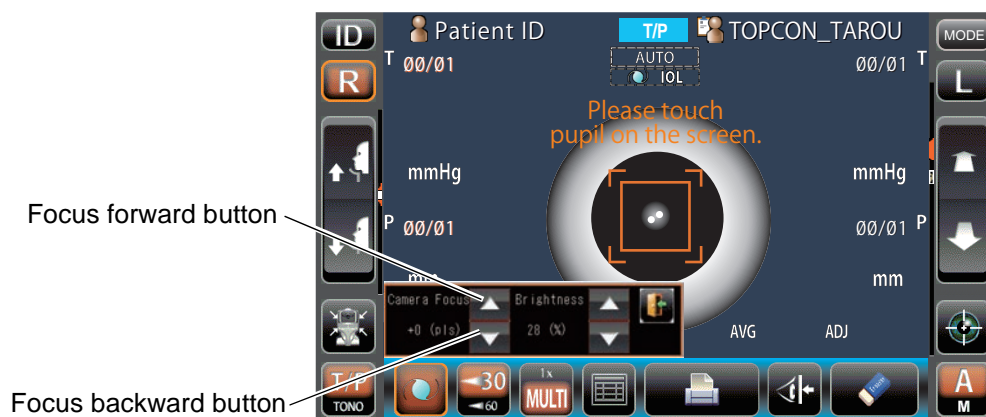 ID
Patient ID
T/P
TOPCON_TAROU
MODE
R
T 00/01
AUTO
IOL
00/01 T
L
Please touch
pupil on the screen.
mmHg
mmHg
Focus forward button
P 00/01
00/01 P
mm
mm
Camera Focus
Brightness
+0 (pls)
28 (%)
AVG
ADJ
Focus backward button
T/P
TONO
30
60
1x
MULTI
A
M